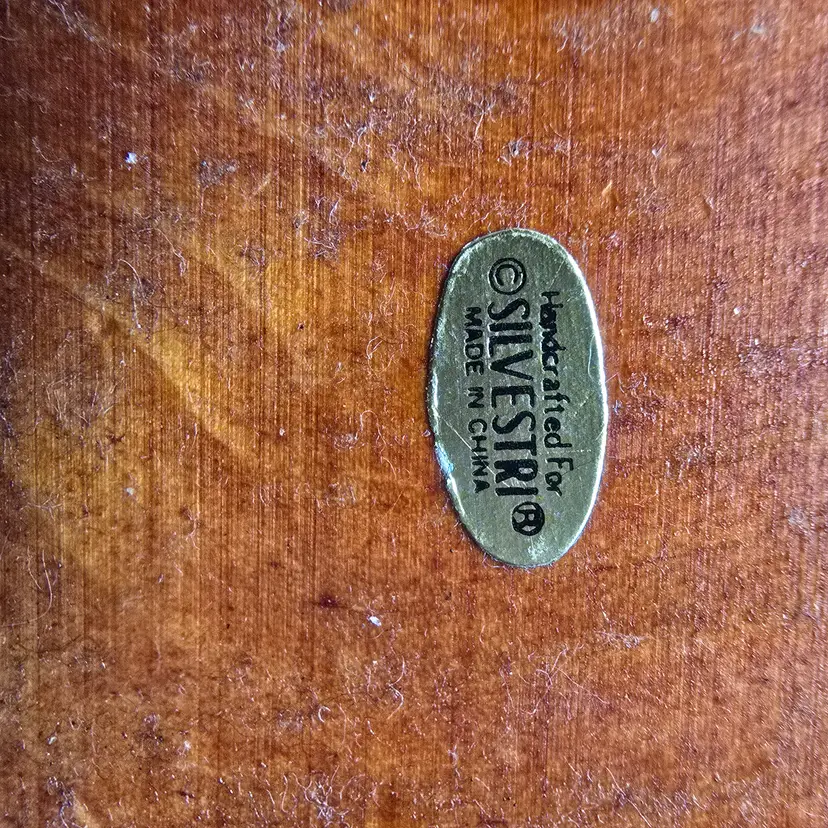 Handcrafted For
©SILVESTRI®
MADE IN CHINA